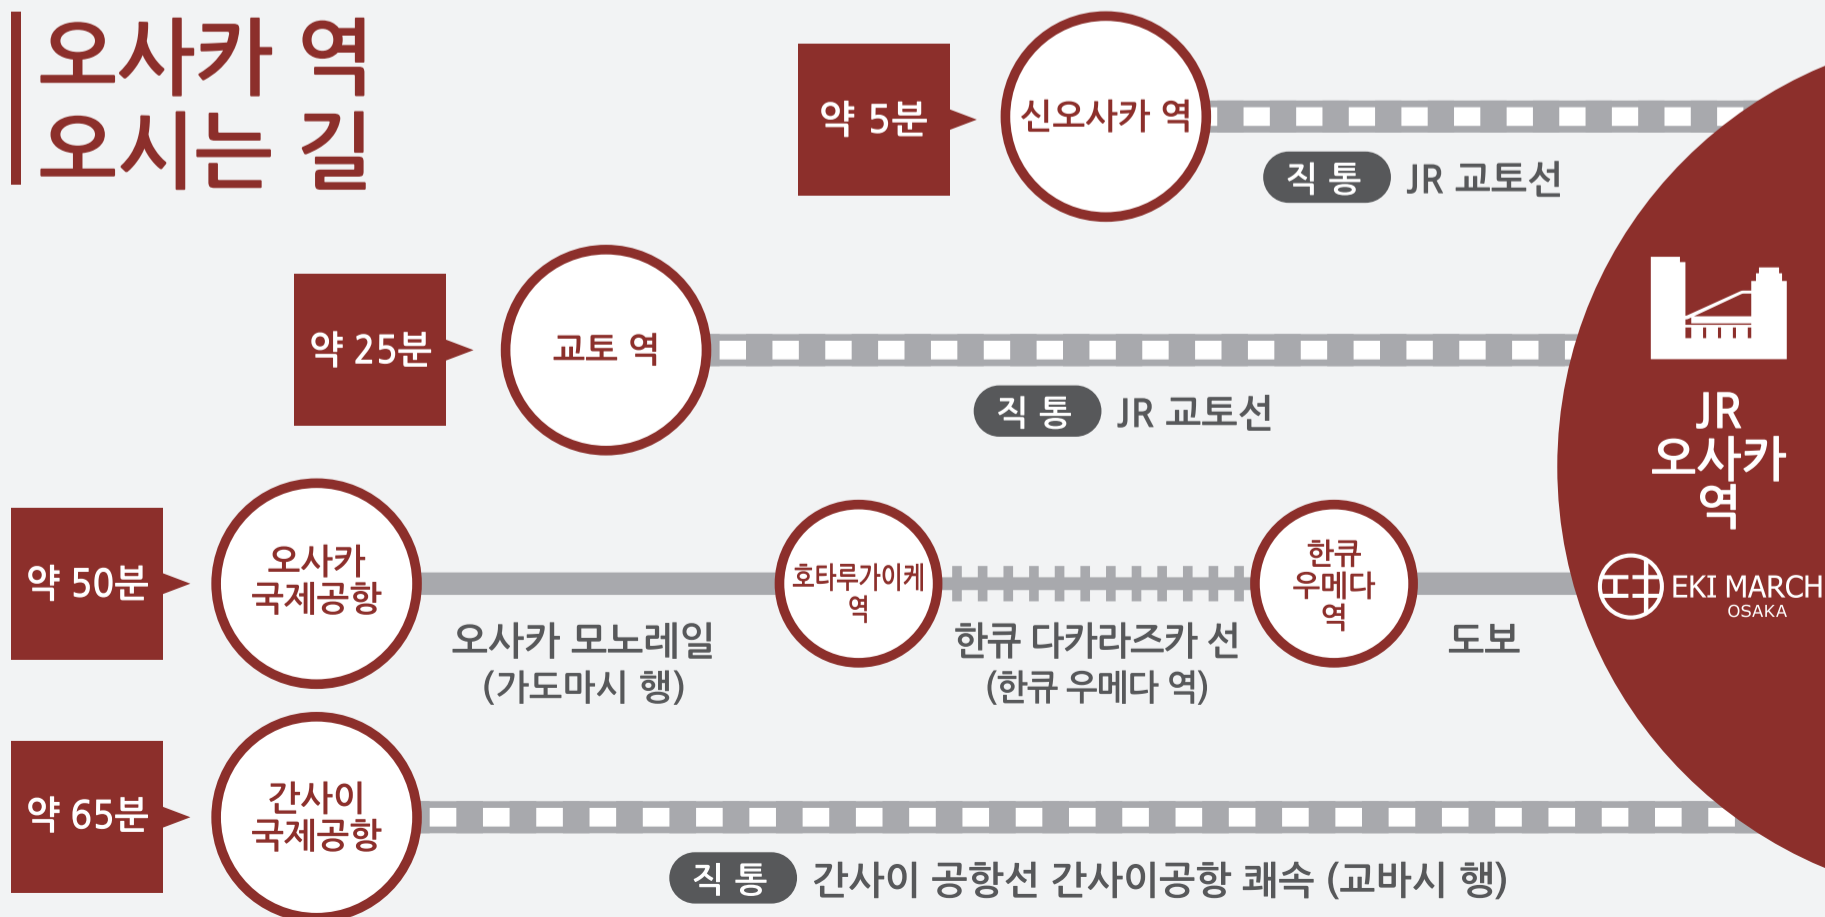 오사카 역
오시는 길
약 5분
신오사카 역
직 통 JR 교토선
약 25분
교토 역
직 통 JR 교토선
약 50분
오사카
국제공항
오사카 모노레일
(가도마시 행)
호타루가이케
역
한큐 다카라즈카 선
(한큐 우메다 역)
한큐
우메다
역
도보
약 65분
간사이
국제공항
직 통 간사이 공항선 간사이공항 쾌속 (교바시 행)
JR
오사카
역
EKI MARCH
OSAKA